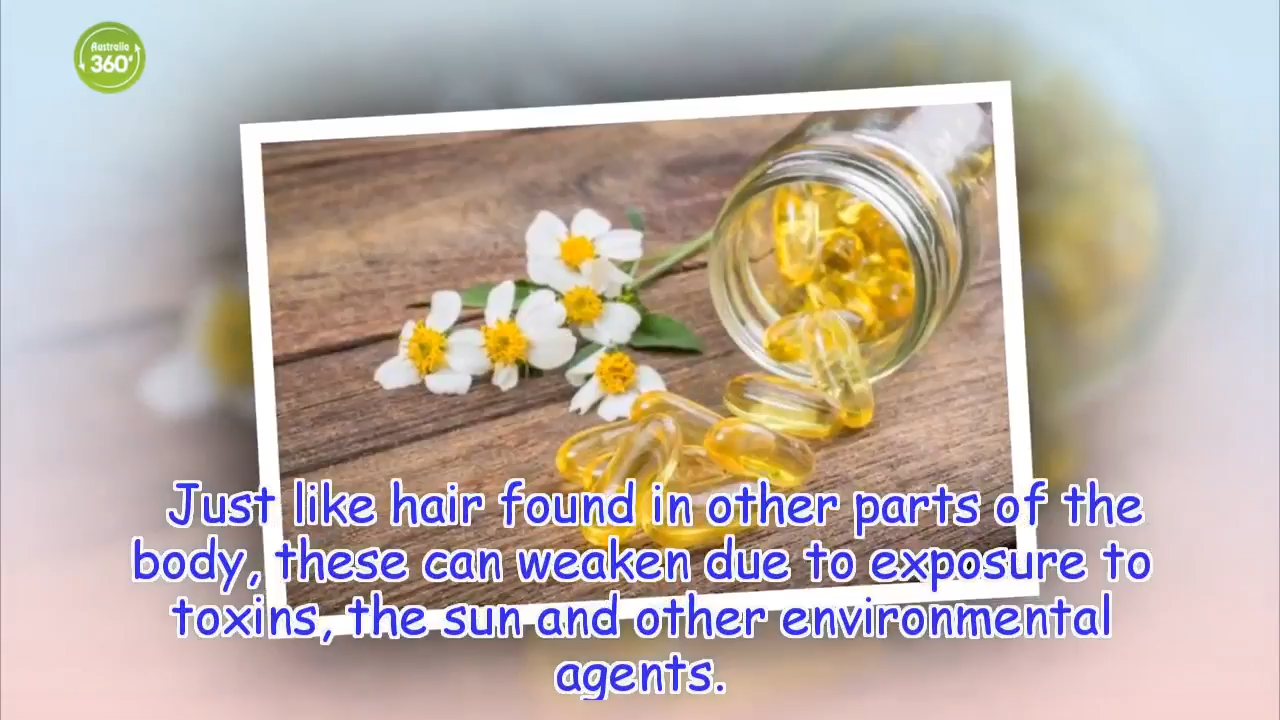 Australia
360°
Just like hair found in other parts of the
body, these can weaken due to exposure to
toxins, the sun and other environmental
agents.